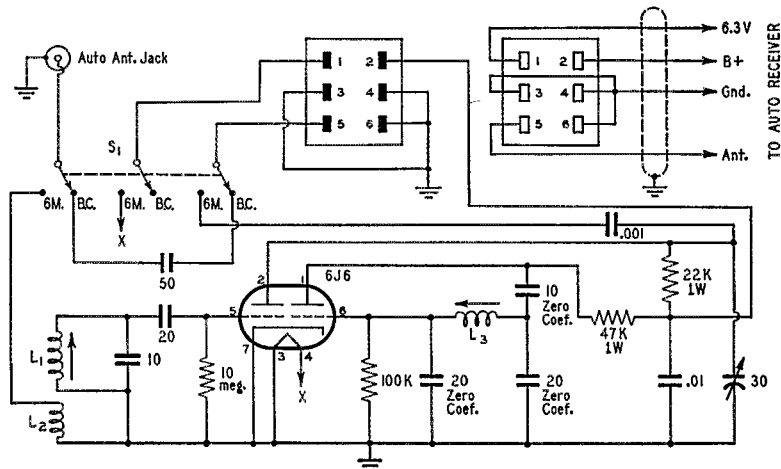 Auto Ant. Jack
1 2
3 4
5 6
1 2
3 4
5 6
6.3V
B+
Gnd.
Ant.
TO AUTO RECEIVER
S1
6M. B.C. 6M. B.C. 6M. B.C.
X
50
.001
2 1 6J6
5 6
7 3 4
X
20
10
10 meg.
L1
L2
100K
20
Zero
Coef.
L3
10
Zero
Coef.
20
Zero
Coef.
47K
1W
22K
1W
.01
30